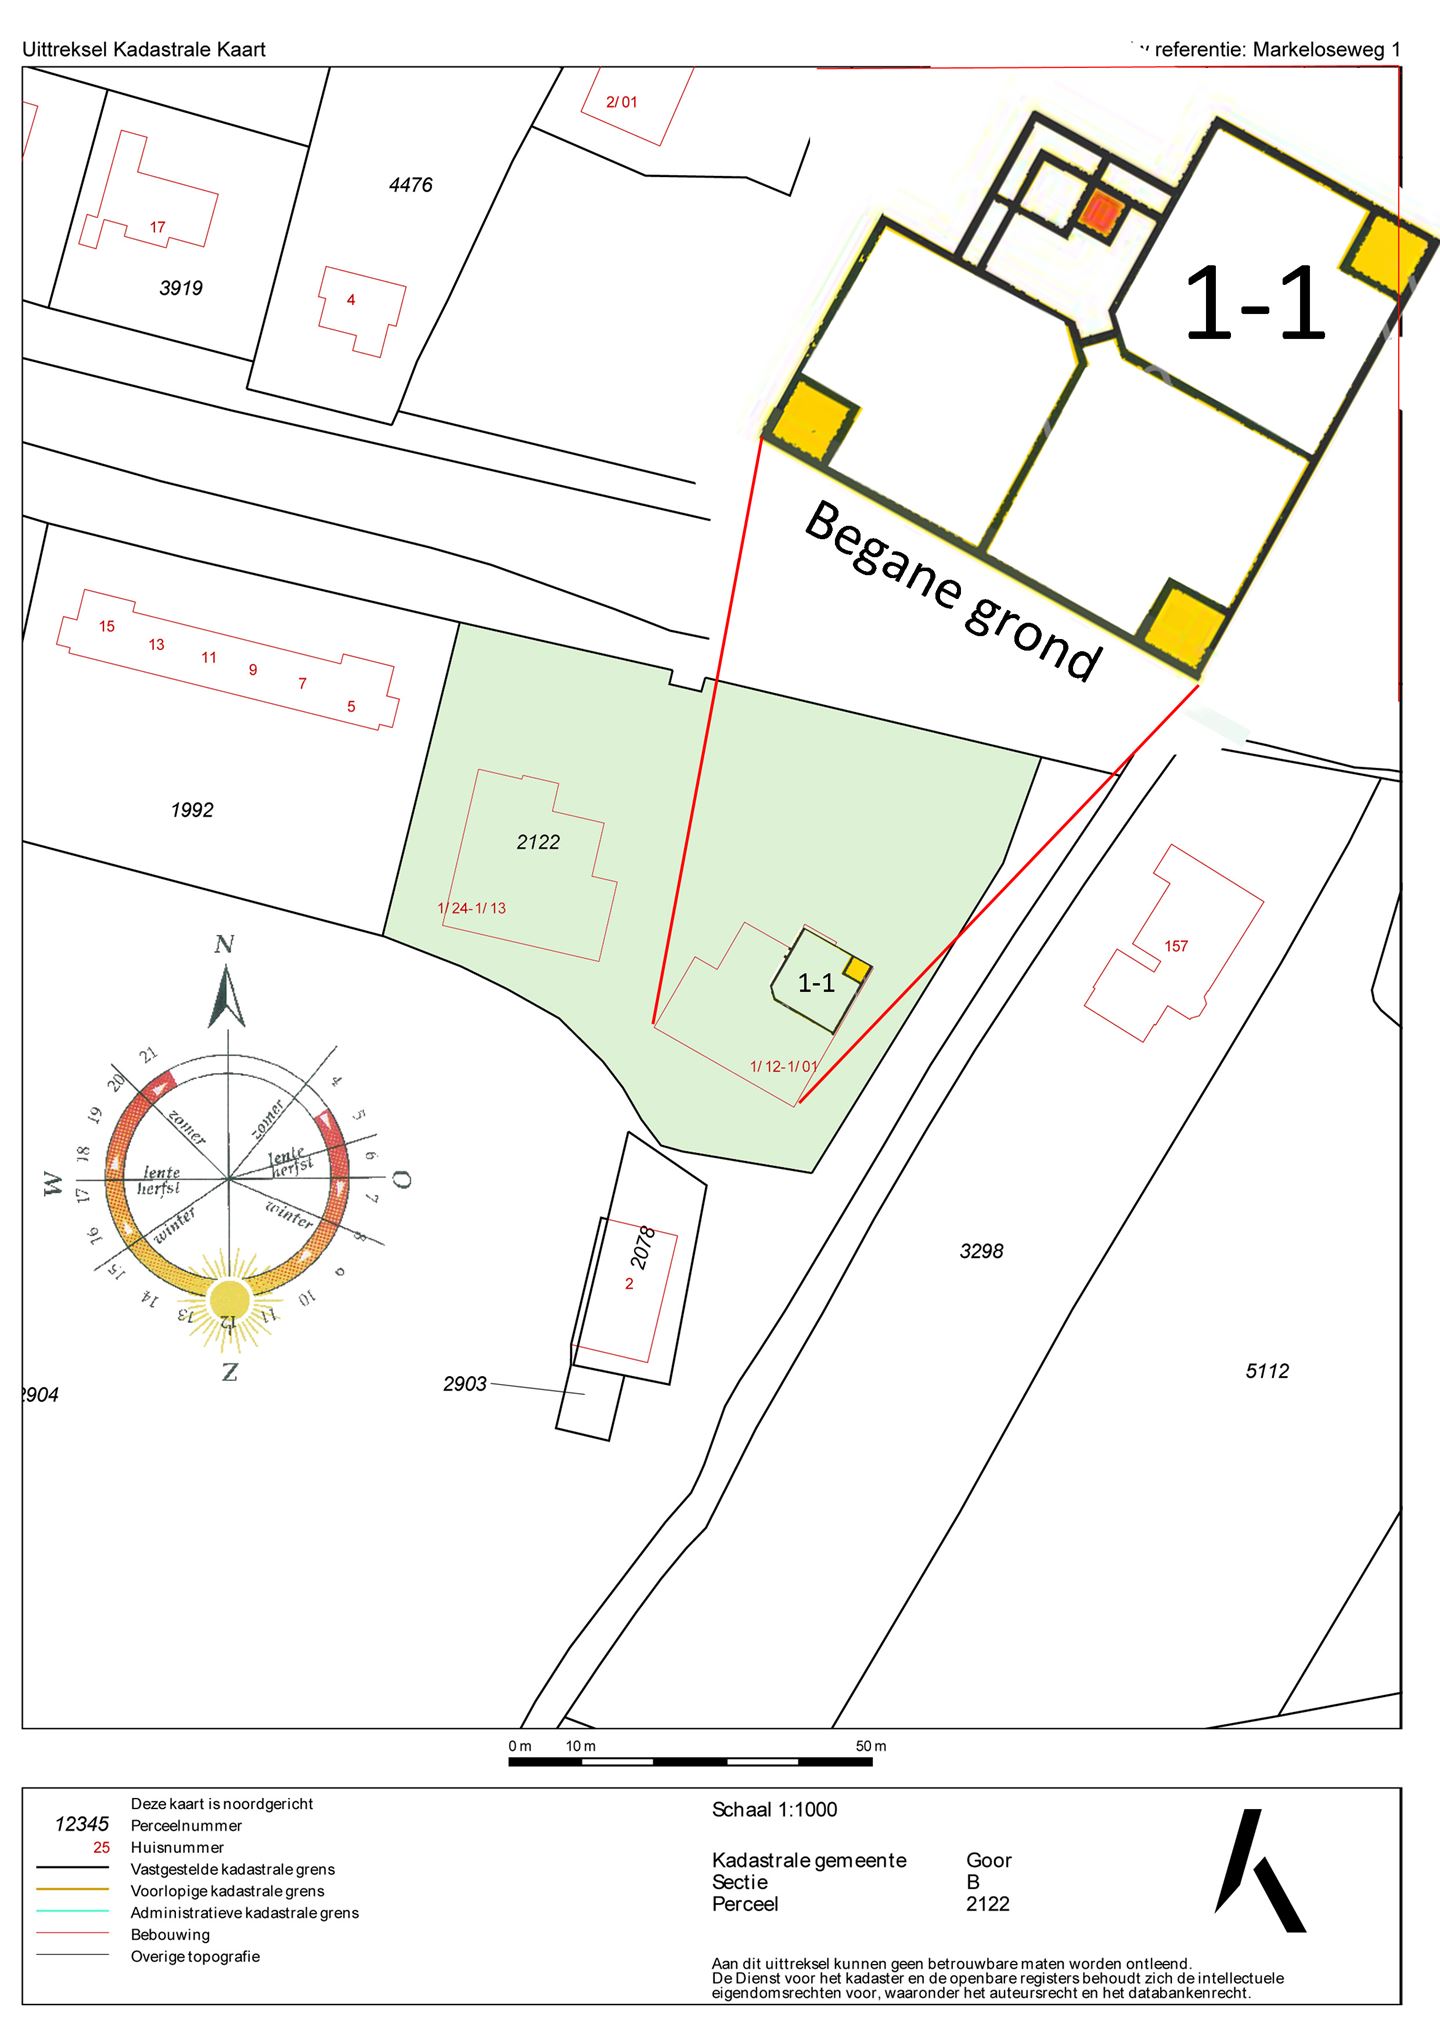 Uittreksel Kadastrale Kaart
referentie: Markeloseweg 1
2/01
4476
17
3919
4
1-1
Begane grond
15
13
11
9
7
5
1992
2122
1/24-1/13
1-1
1/12-1/01
157
N
21
20
19
18
17
16
15
14
13
12
11
10
9
8
7
6
5
4
zomer
zomer
lente
herfst
lente
herfst
winter
winter
W
O
Z
2078
2
2903
2904
3298
5112
0 m 10 m 50 m
Deze kaart is noordgericht
12345 Perceelnummer
25 Huisnummer
Vastgestelde kadastrale grens
Voorlopige kadastrale grens
Administratieve kadastrale grens
Bebouwing
Overige topografie
Schaal 1:1000
Kadastrale gemeente Goor
Sectie B
Perceel 2122
Aan dit uittreksel kunnen geen betrouwbare maten worden ontleend.
De Dienst voor het kadaster en de openbare registers behoudt zich de intellectuele
eigendomsrechten voor, waaronder het auteursrecht en het databankenrecht.